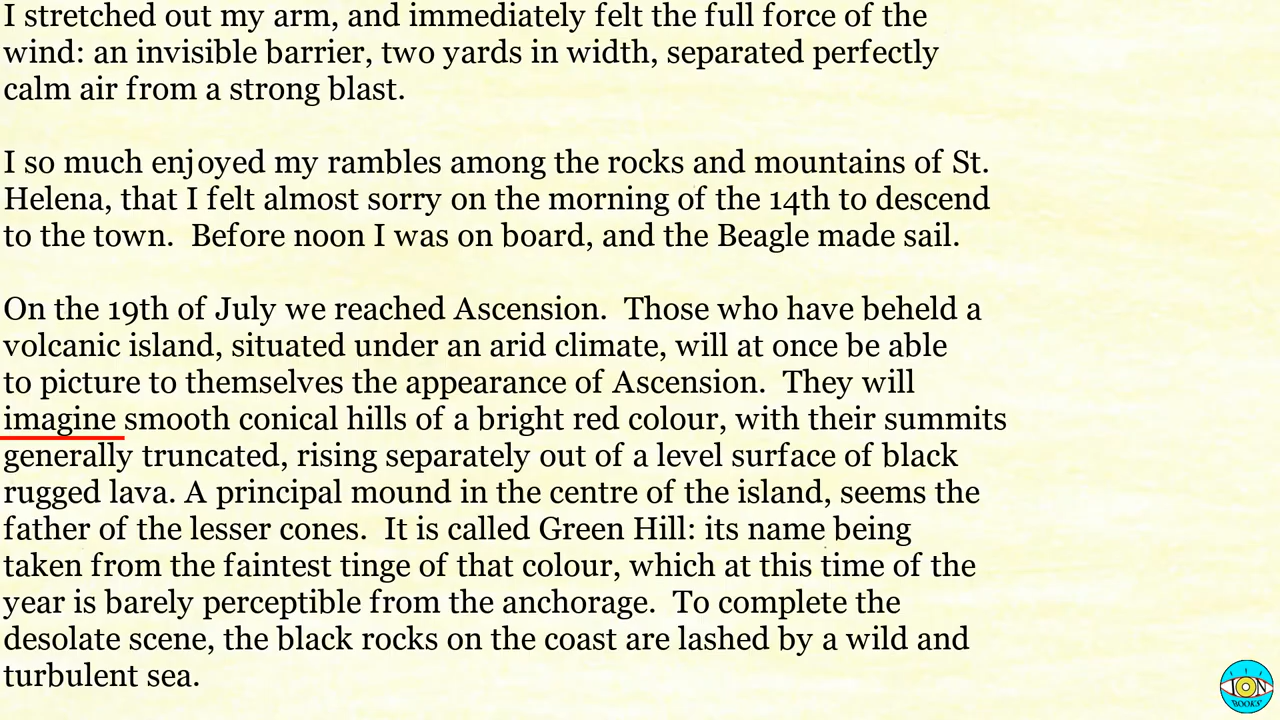 I stretched out my arm, and immediately felt the full force of the
wind: an invisible barrier, two yards in width, separated perfectly
calm air from a strong blast.
I so much enjoyed my rambles among the rocks and mountains of St.
Helena, that I felt almost sorry on the morning of the 14th to descend
to the town.  Before noon I was on board, and the Beagle made sail.
On the 19th of July we reached Ascension.  Those who have beheld a
volcanic island, situated under an arid climate, will at once be able
to picture to themselves the appearance of Ascension.  They will
imagine smooth conical hills of a bright red colour, with their summits
generally truncated, rising separately out of a level surface of black
rugged lava. A principal mound in the centre of the island, seems the
father of the lesser cones.  It is called Green Hill: its name being
taken from the faintest tinge of that colour, which at this time of the
year is barely perceptible from the anchorage.  To complete the
desolate scene, the black rocks on the coast are lashed by a wild and
turbulent sea.
ION
BOOKS